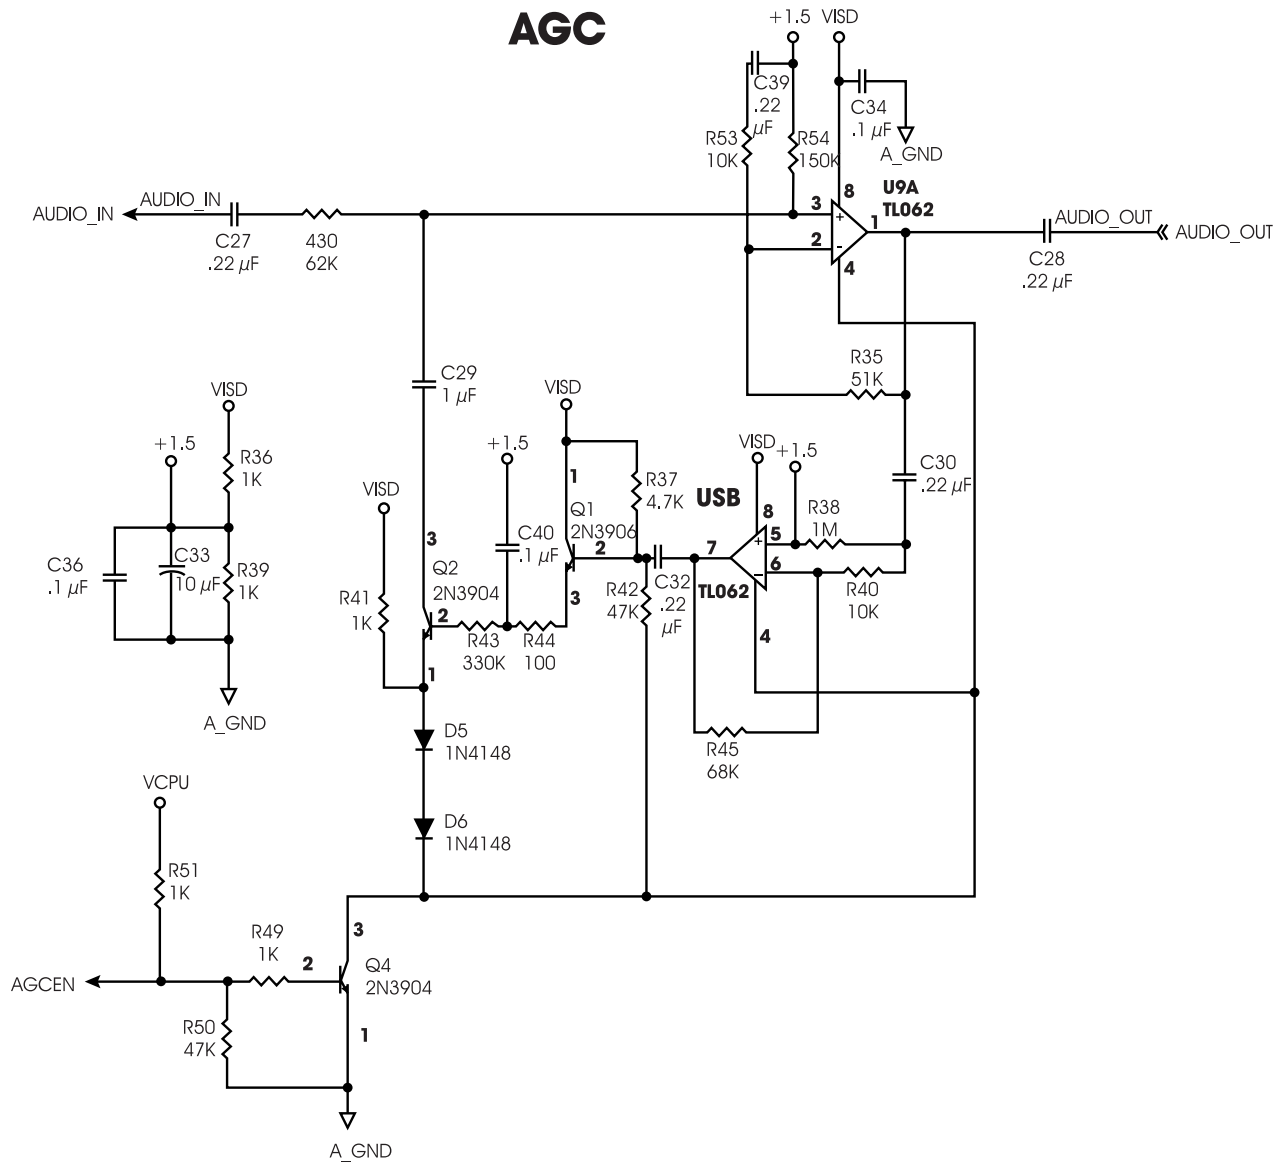 AGC
+1.5 VISD
C39
.22
µF
C34
.1 µF
R53
10K
R54
150K
A_GND
8
U9A
TL062
AUDIO_IN
AUDIO_IN
3
+
1
AUDIO_OUT
AUDIO_OUT
C27
.22 µF
430
62K
2
-
4
C28
.22 µF
R35
51K
C29
1 µF
VISD
VISD
+1.5
+1.5
VISD
+1.5
R36
1K
R37
4.7K
C30
.22 µF
VISD
1
USB
8
R38
1M
Q1
2N3906
3
C40
.1 µF
2
7
5
+
6
–
C36
.1 µF
C33
10 µF
R39
1K
Q2
2N3904
R41
1K
2
3
R42
47K
C32
.22
µF
TL062
R40
10K
R43
330K
R44
100
4
1
A_GND
D5
1N4148
R45
68K
VCPU
D6
1N4148
R51
1K
R49
1K
3
2
Q4
2N3904
AGCEN
R50
47K
1
A_GND